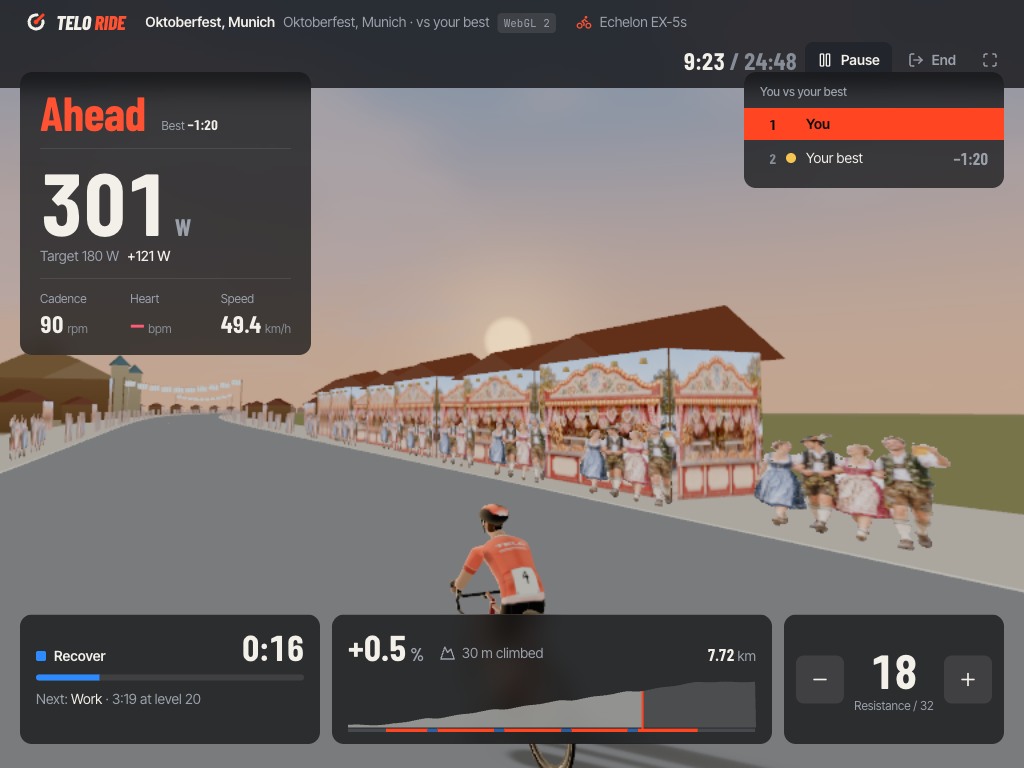 TELO RIDE Oktoberfest, Munich Oktoberfest, Munich · vs your best WebGL 2 Echelon EX-5s
9:23 / 24:48 Pause End
Ahead Best −1:20
301 W
Target 180 W +121 W
Cadence Heart Speed
90 rpm — bpm 49.4 km/h
You vs your best
1 You
2 Your best −1:20
TELO
4
Recover 0:16
Next: Work · 3:19 at level 20
+0.5 % 30 m climbed 7.72 km
− 18 +
Resistance / 32